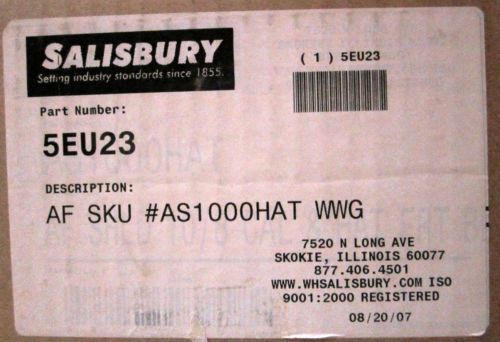 SALISBURY
Setting industry standards since 1855.
( 1 ) 5EU23
Part Number:
5EU23
DESCRIPTION:
AF SKU #AS1000HAT WWG
7520 N LONG AVE
SKOKIE, ILLINOIS 60077
877.406.4501
WWW.WHSALISBURY.COM ISO
9001:2000 REGISTERED
08/20/07